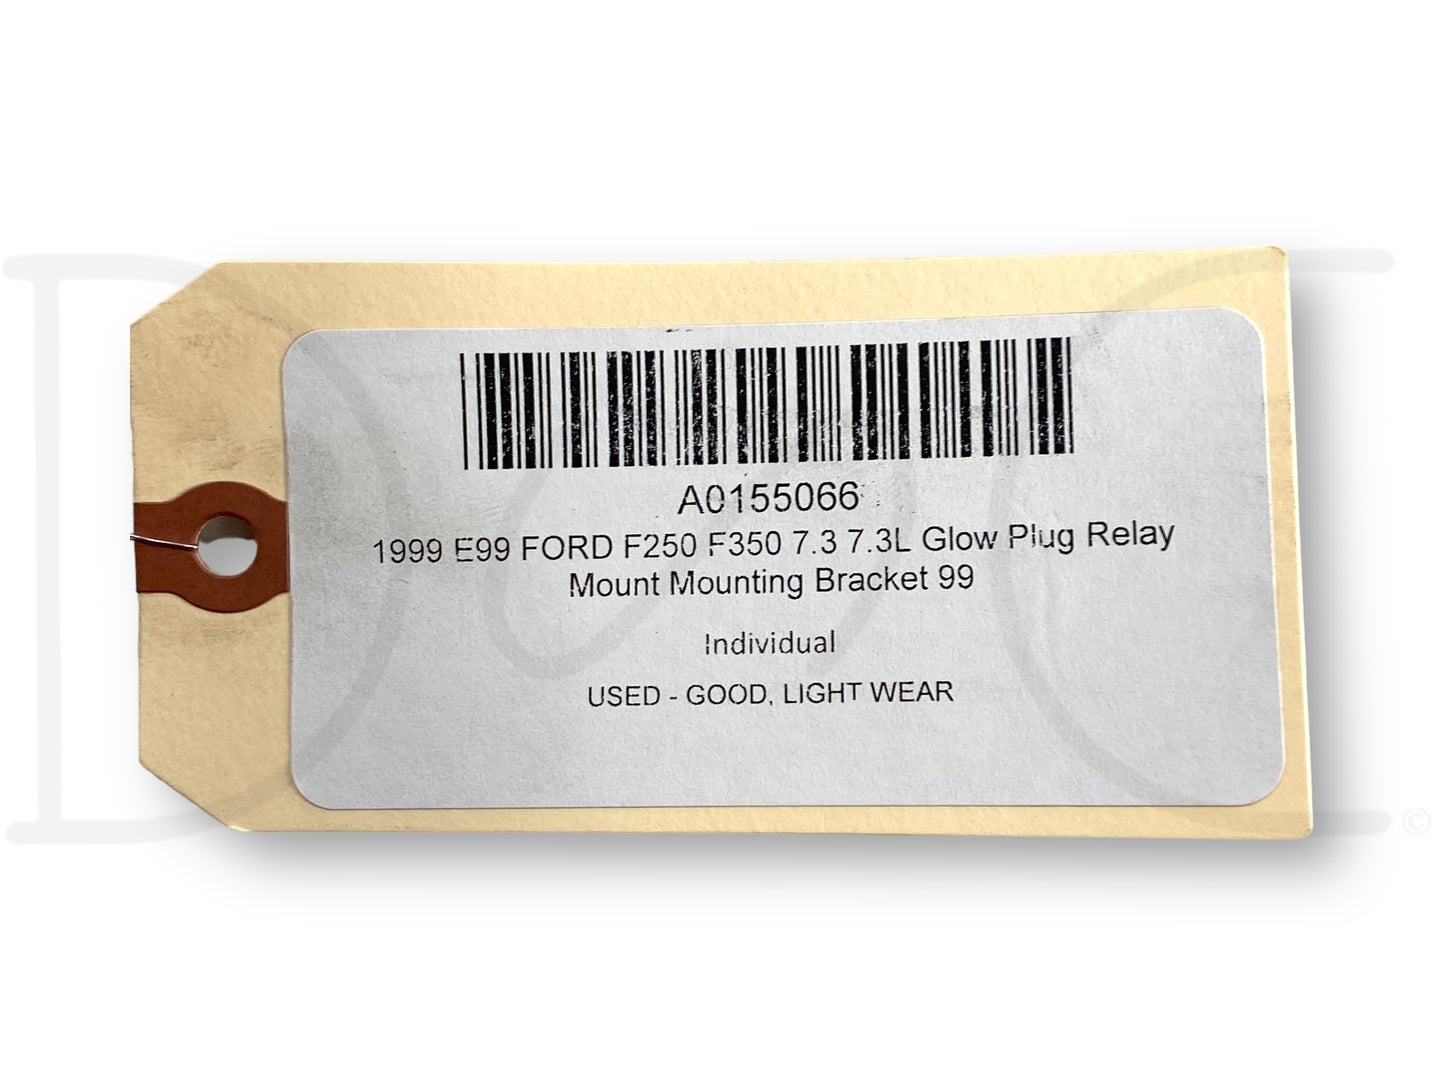 A0155066
1999 E99 FORD F250 F350 7.3 7.3L Glow Plug Relay
Mount Mounting Bracket 99
Individual
USED - GOOD, LIGHT WEAR
©